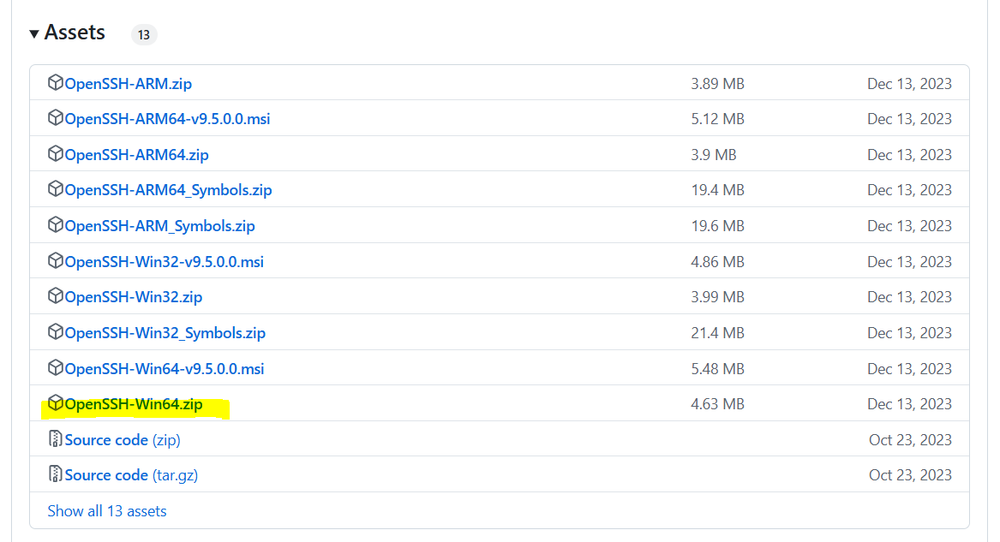 Assets 13
OpenSSH-ARM.zip 3.89 MB Dec 13, 2023
OpenSSH-ARM64-v9.5.0.0.msi 5.12 MB Dec 13, 2023
OpenSSH-ARM64.zip 3.9 MB Dec 13, 2023
OpenSSH-ARM64_Symbols.zip 19.4 MB Dec 13, 2023
OpenSSH-ARM_Symbols.zip 19.6 MB Dec 13, 2023
OpenSSH-Win32-v9.5.0.0.msi 4.86 MB Dec 13, 2023
OpenSSH-Win32.zip 3.99 MB Dec 13, 2023
OpenSSH-Win32_Symbols.zip 21.4 MB Dec 13, 2023
OpenSSH-Win64-v9.5.0.0.msi 5.48 MB Dec 13, 2023
OpenSSH-Win64.zip 4.63 MB Dec 13, 2023
Source code (zip) Oct 23, 2023
Source code (tar.gz) Oct 23, 2023
Show all 13 assets